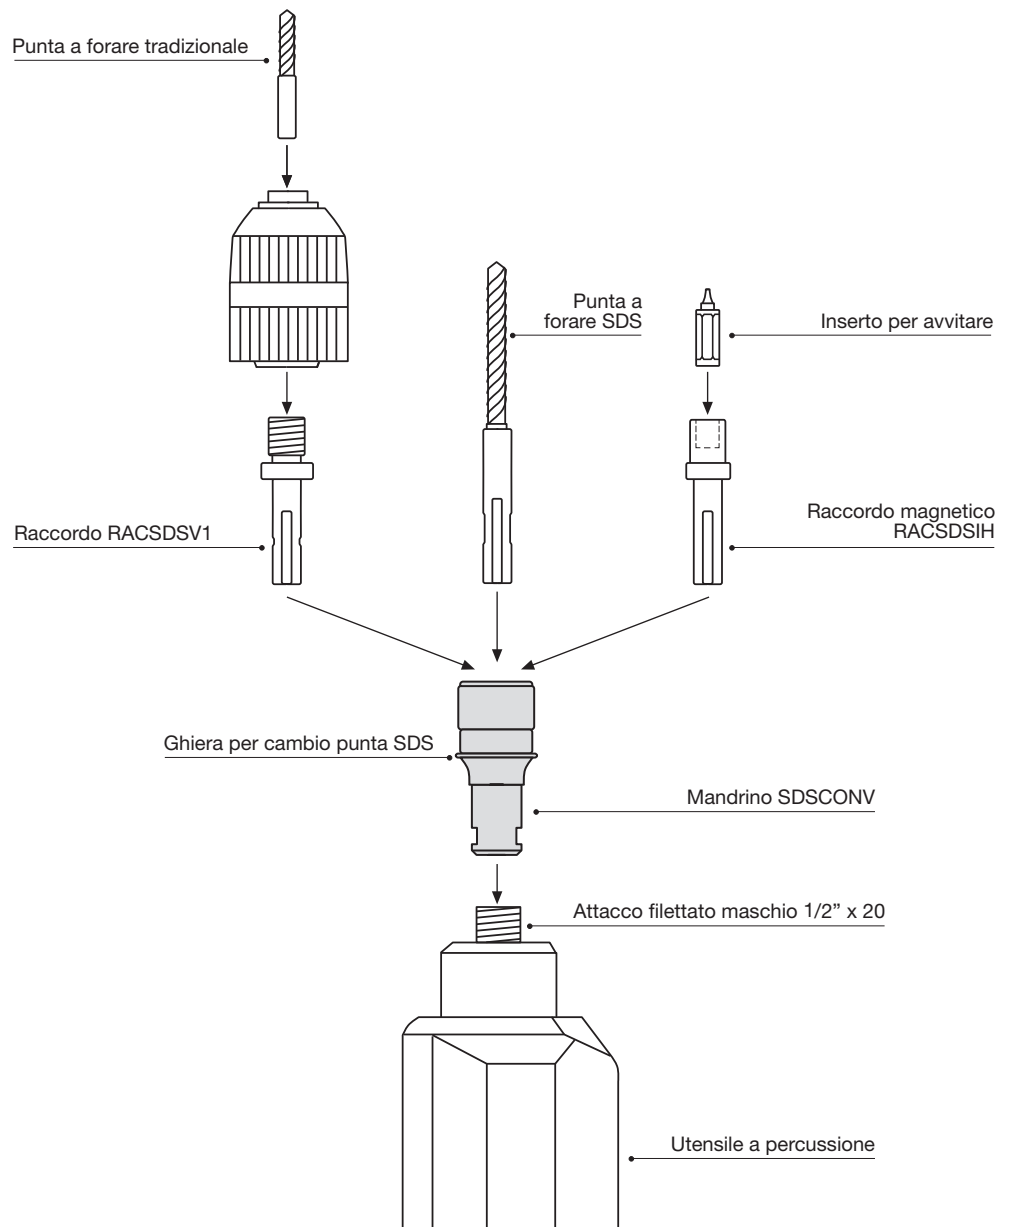 Punta a forare tradizionale
Punta a
forare SDS
Inserto per avvitare
Raccordo RACSDSV1
Raccordo magnetico
RACSDSIH
Ghiera per cambio punta SDS
Mandrino SDSCONV
Attacco filettato maschio 1/2” x 20
Utensile a percussione